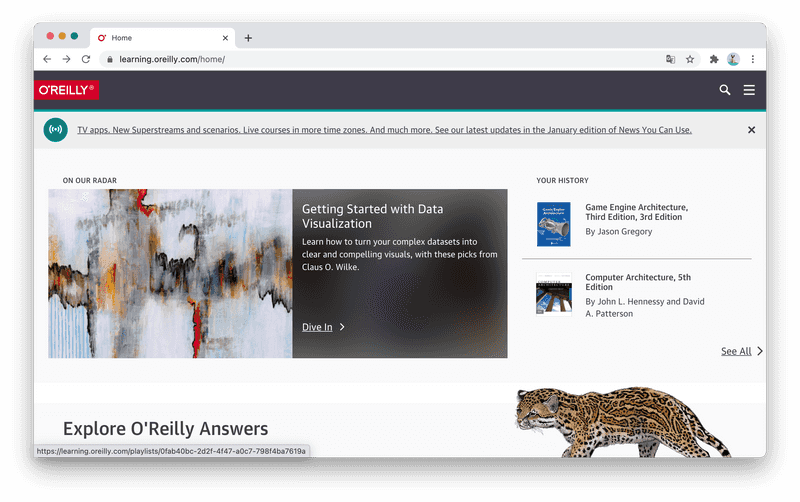 Home
learning.oreilly.com/home/
O'REILLY®
TV apps. New Superstreams and scenarios. Live courses in more time zones. And much more. See our latest updates in the January edition of News You Can Use.
ON OUR RADAR
Getting Started with Data
Visualization
Learn how to turn your complex datasets into
clear and compelling visuals, with these picks from
Claus O. Wilke.
Dive In
YOUR HISTORY
Game Engine Architecture,
Third Edition, 3rd Edition
By Jason Gregory
Computer Architecture, 5th
Edition
By John L. Hennessy and David
A. Patterson
See All
Explore O'Reilly Answers
https://learning.oreilly.com/playlists/0fab40bc-2d2f-4f47-a0c7-798f4ba7619a